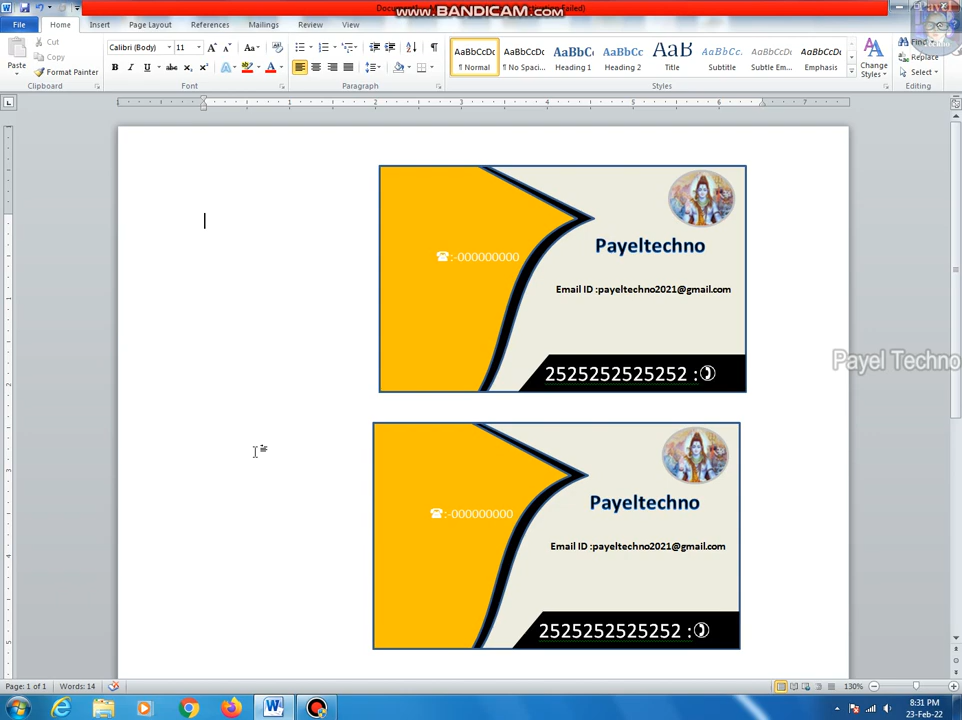 www.BANDICAM.com
File Home Insert Page Layout References Mailings Review View
Paste
Cut
Copy
Format Painter
Clipboard
Calibri (Body) 11
Font
Paragraph
AaBbCcDc AaBbCcDc AaBbCc AaBbCc AaB AaBbCc. AaBbCcDc AaBbCcDc
¶ Normal ¶ No Spaci... Heading 1 Heading 2 Title Subtitle Subtle Em... Emphasis
Styles
Change Styles
Find
Replace
Select
Editing
☎:-000000000
Payeltechno
Email ID :payeltechno2021@gmail.com
2525252525252 :✆
Payel Techno
☎:-000000000
Payeltechno
Email ID :payeltechno2021@gmail.com
2525252525252 :✆
Page: 1 of 1 Words: 14 130%
8:31 PM
23-Feb-22